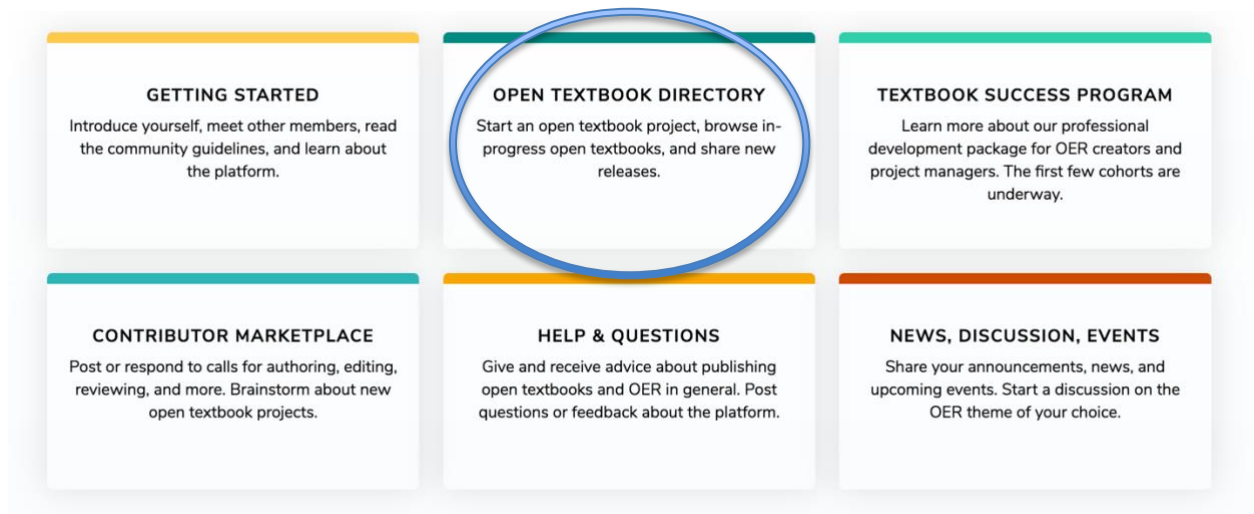 GETTING STARTED
Introduce yourself, meet other members, read
the community guidelines, and learn about
the platform.
OPEN TEXTBOOK DIRECTORY
Start an open textbook project, browse in-
progress open textbooks, and share new
releases.
TEXTBOOK SUCCESS PROGRAM
Learn more about our professional
development package for OER creators and
project managers. The first few cohorts are
underway.
CONTRIBUTOR MARKETPLACE
Post or respond to calls for authoring, editing,
reviewing, and more. Brainstorm about new
open textbook projects.
HELP & QUESTIONS
Give and receive advice about publishing
open textbooks and OER in general. Post
questions or feedback about the platform.
NEWS, DISCUSSION, EVENTS
Share your announcements, news, and
upcoming events. Start a discussion on the
OER theme of your choice.